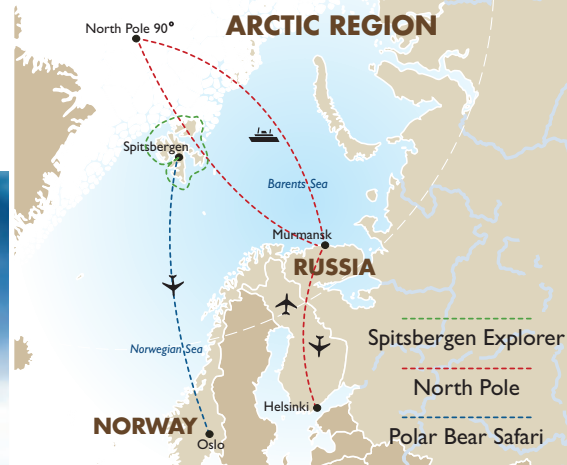 ARCTIC REGION
North Pole 90°
Spitsbergen
Barents Sea
Murmansk
RUSSIA
Spitsbergen Explorer
Norwegian Sea
North Pole
Helsinki
NORWAY
Oslo
Polar Bear Safari